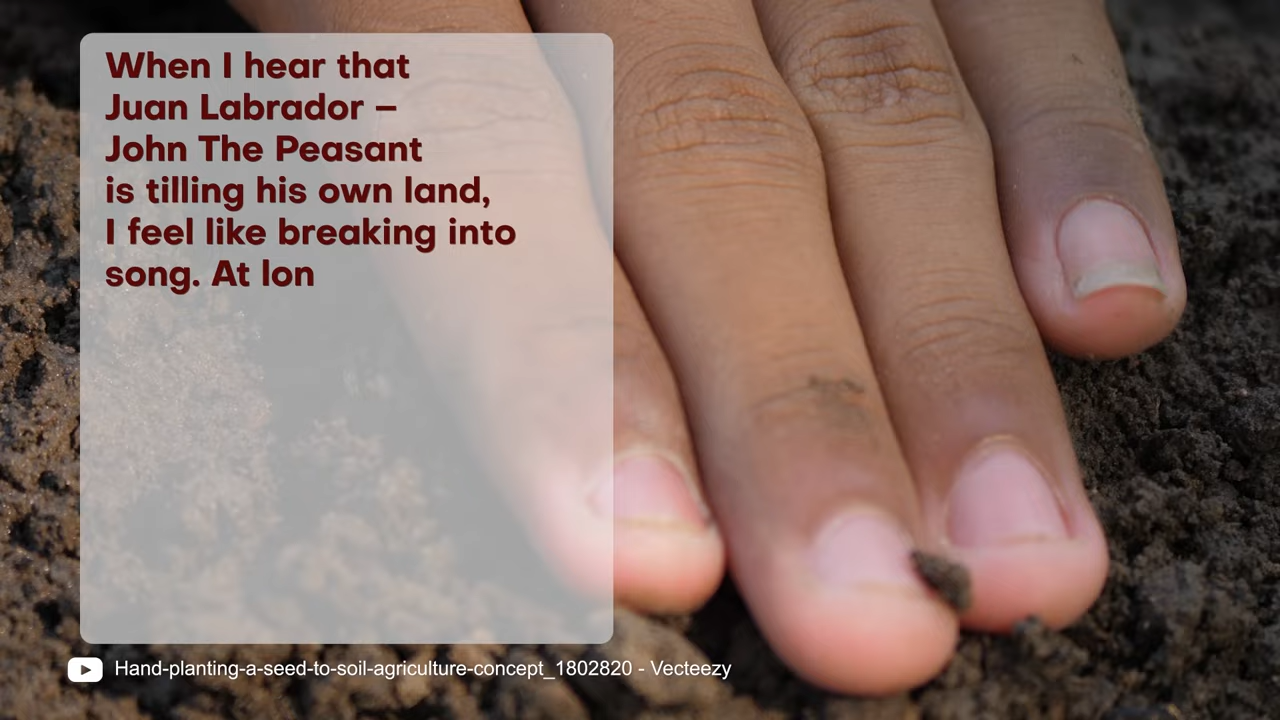 When I hear that
Juan Labrador –
John The Peasant
is tilling his own land,
I feel like breaking into
song. At lon
Hand-planting-a-seed-to-soil-agriculture-concept_1802820 - Vecteezy